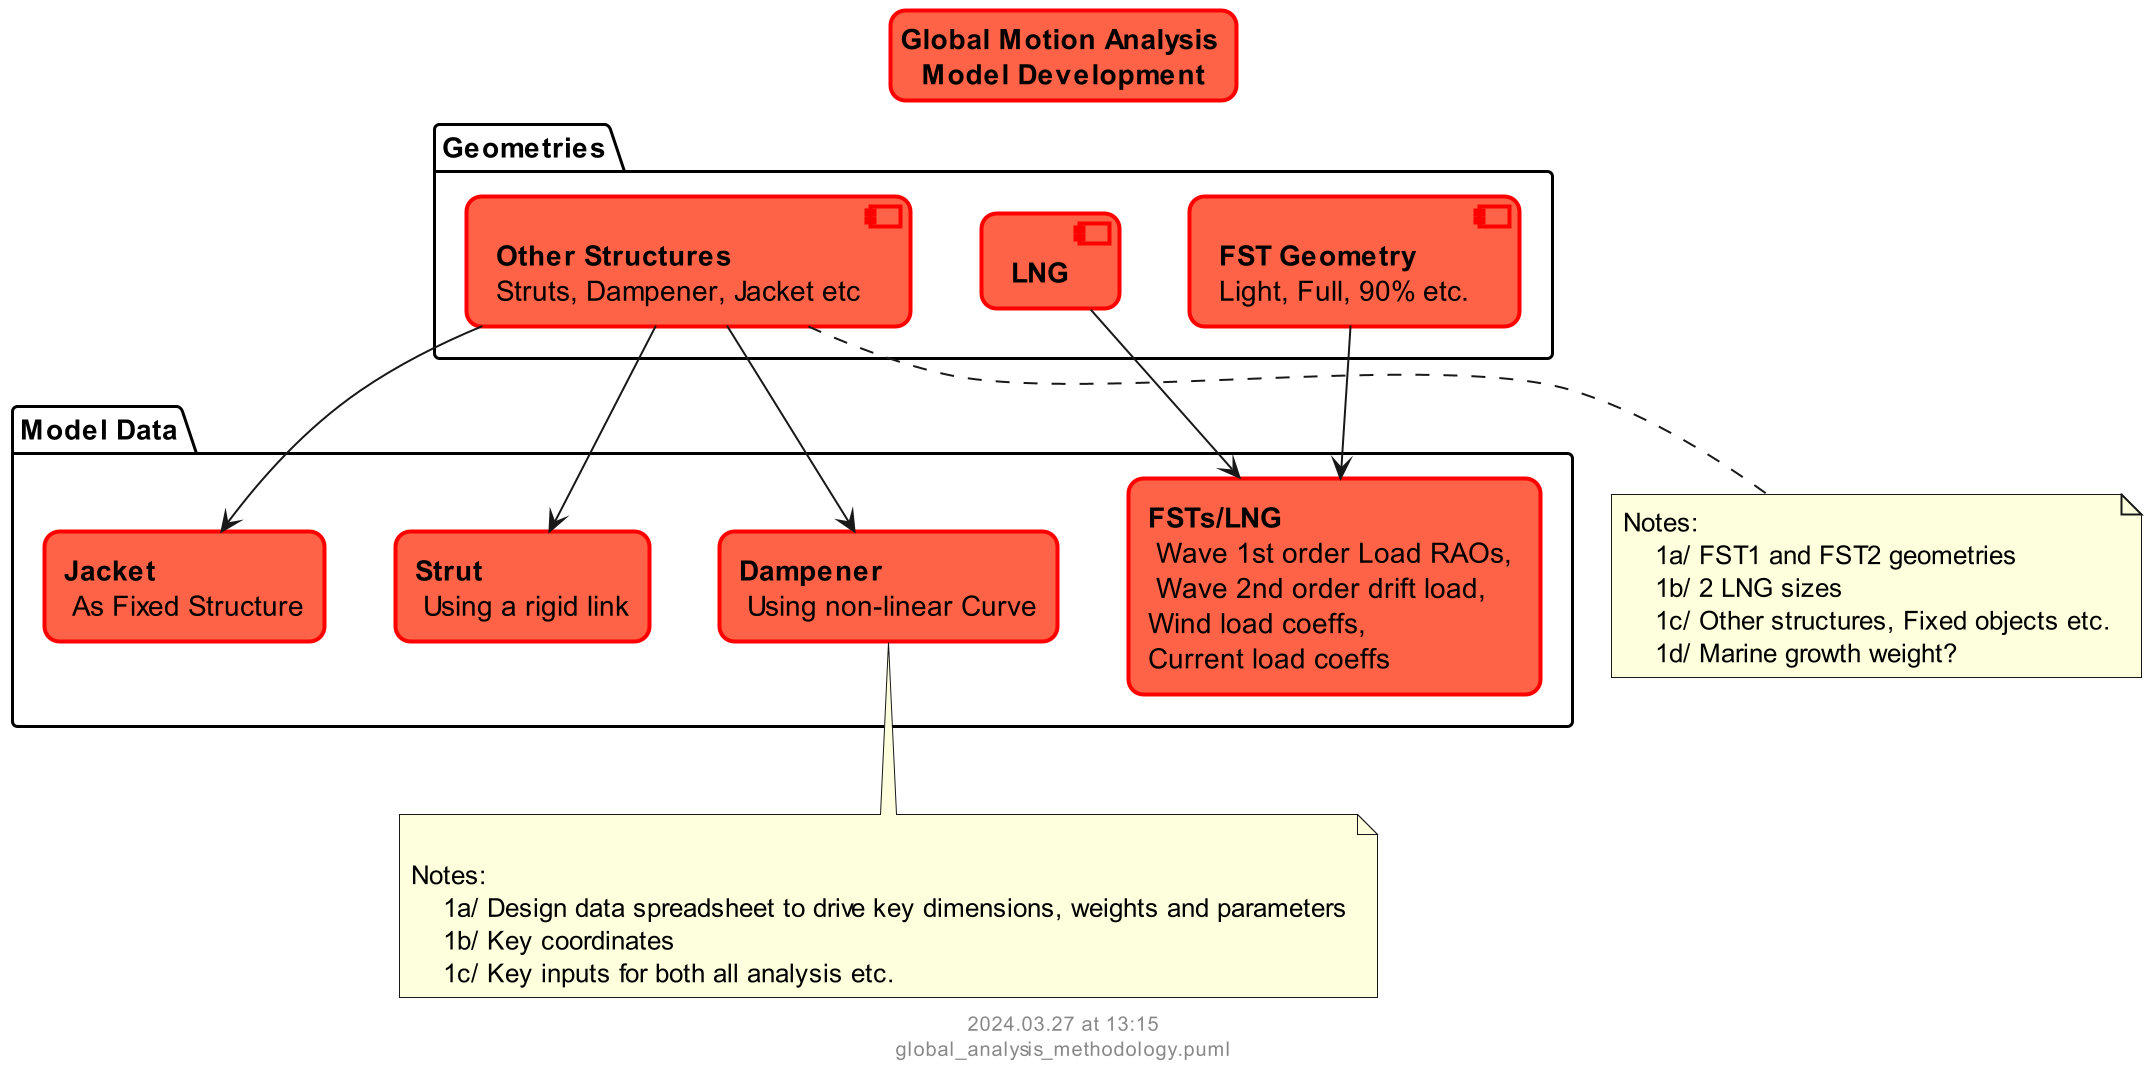 Global Motion Analysis
Model Development
Geometries
Other Structures
Struts, Dampener, Jacket etc
LNG
FST Geometry
Light, Full, 90% etc.
Model Data
Jacket
As Fixed Structure
Strut
Using a rigid link
Dampener
Using non-linear Curve
FSTs/LNG
Wave 1st order Load RAOs,
Wave 2nd order drift load,
Wind load coeffs,
Current load coeffs
Notes:
1a/ FST1 and FST2 geometries
1b/ 2 LNG sizes
1c/ Other structures, Fixed objects etc.
1d/ Marine growth weight?
Notes:
1a/ Design data spreadsheet to drive key dimensions, weights and parameters
1b/ Key coordinates
1c/ Key inputs for both all analysis etc.
2024.03.27 at 13:15
global_analysis_methodology.puml